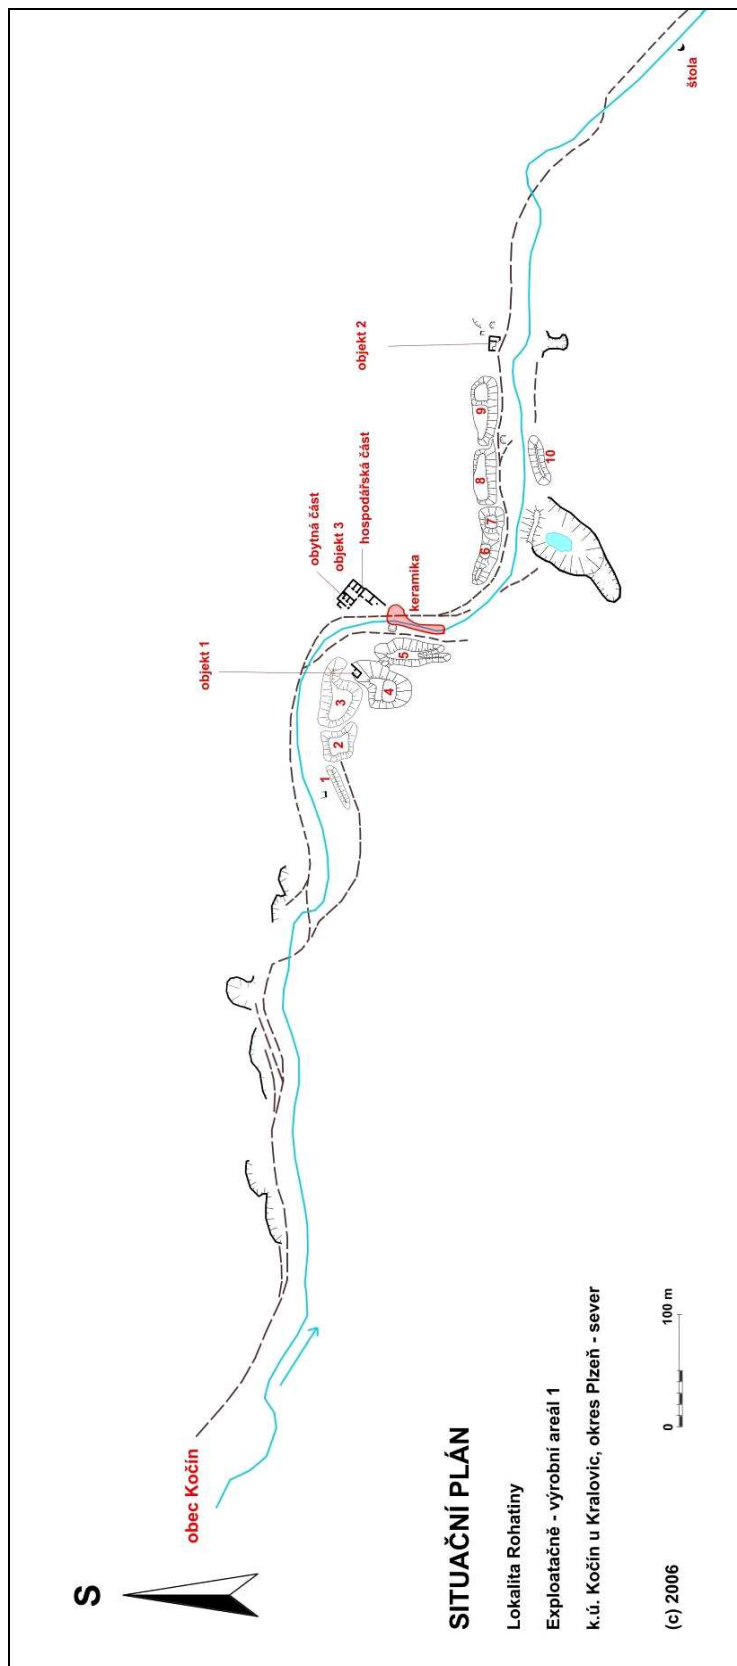 S
obec Kočín
SITUAČNÍ PLÁN
Lokalita Rohatiny
Exploatačně - výrobní areál 1
k.ú. Kočín u Kralovic, okres Plzeň - sever
(c) 2006
0 100 m
1
2
3
4
5
objekt 1
obytná část
objekt 3
hospodářská část
keramika
6
7
8
9
10
objekt 2
štola